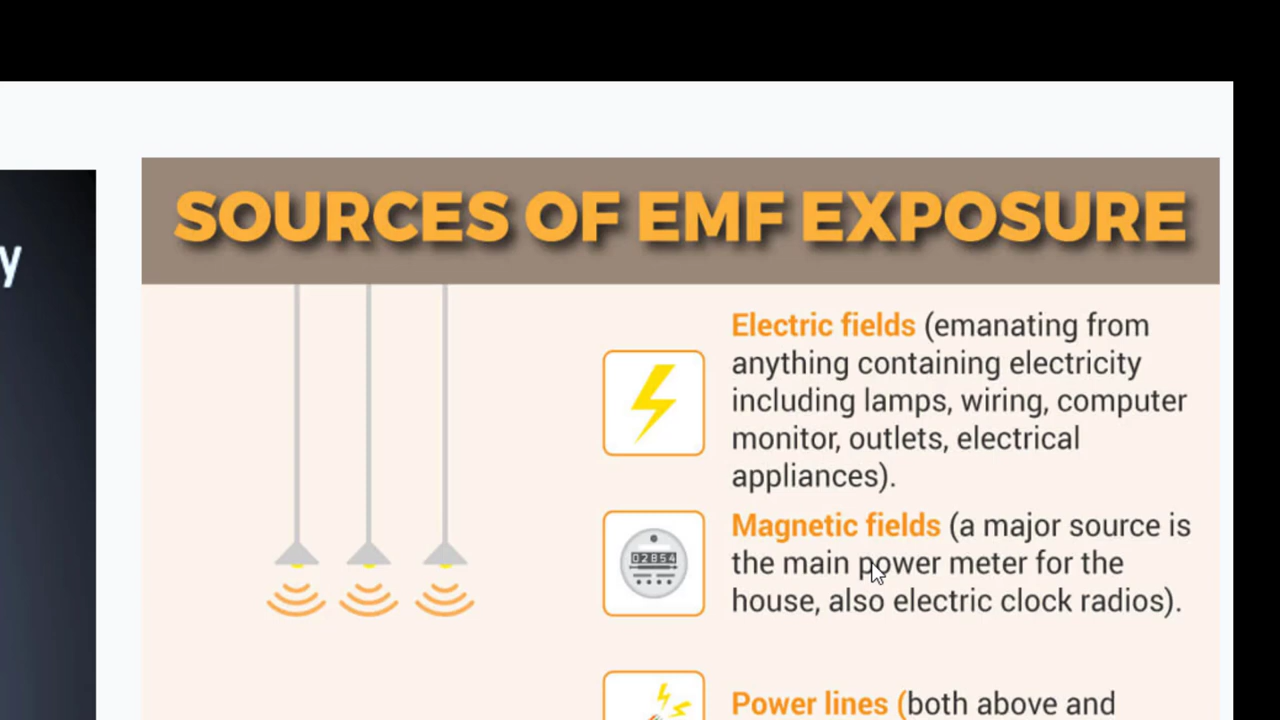 y
SOURCES OF EMF EXPOSURE
Electric fields (emanating from
anything containing electricity
including lamps, wiring, computer
monitor, outlets, electrical
appliances).
02854
Magnetic fields (a major source is
the main power meter for the
house, also electric clock radios).
Power lines (both above and